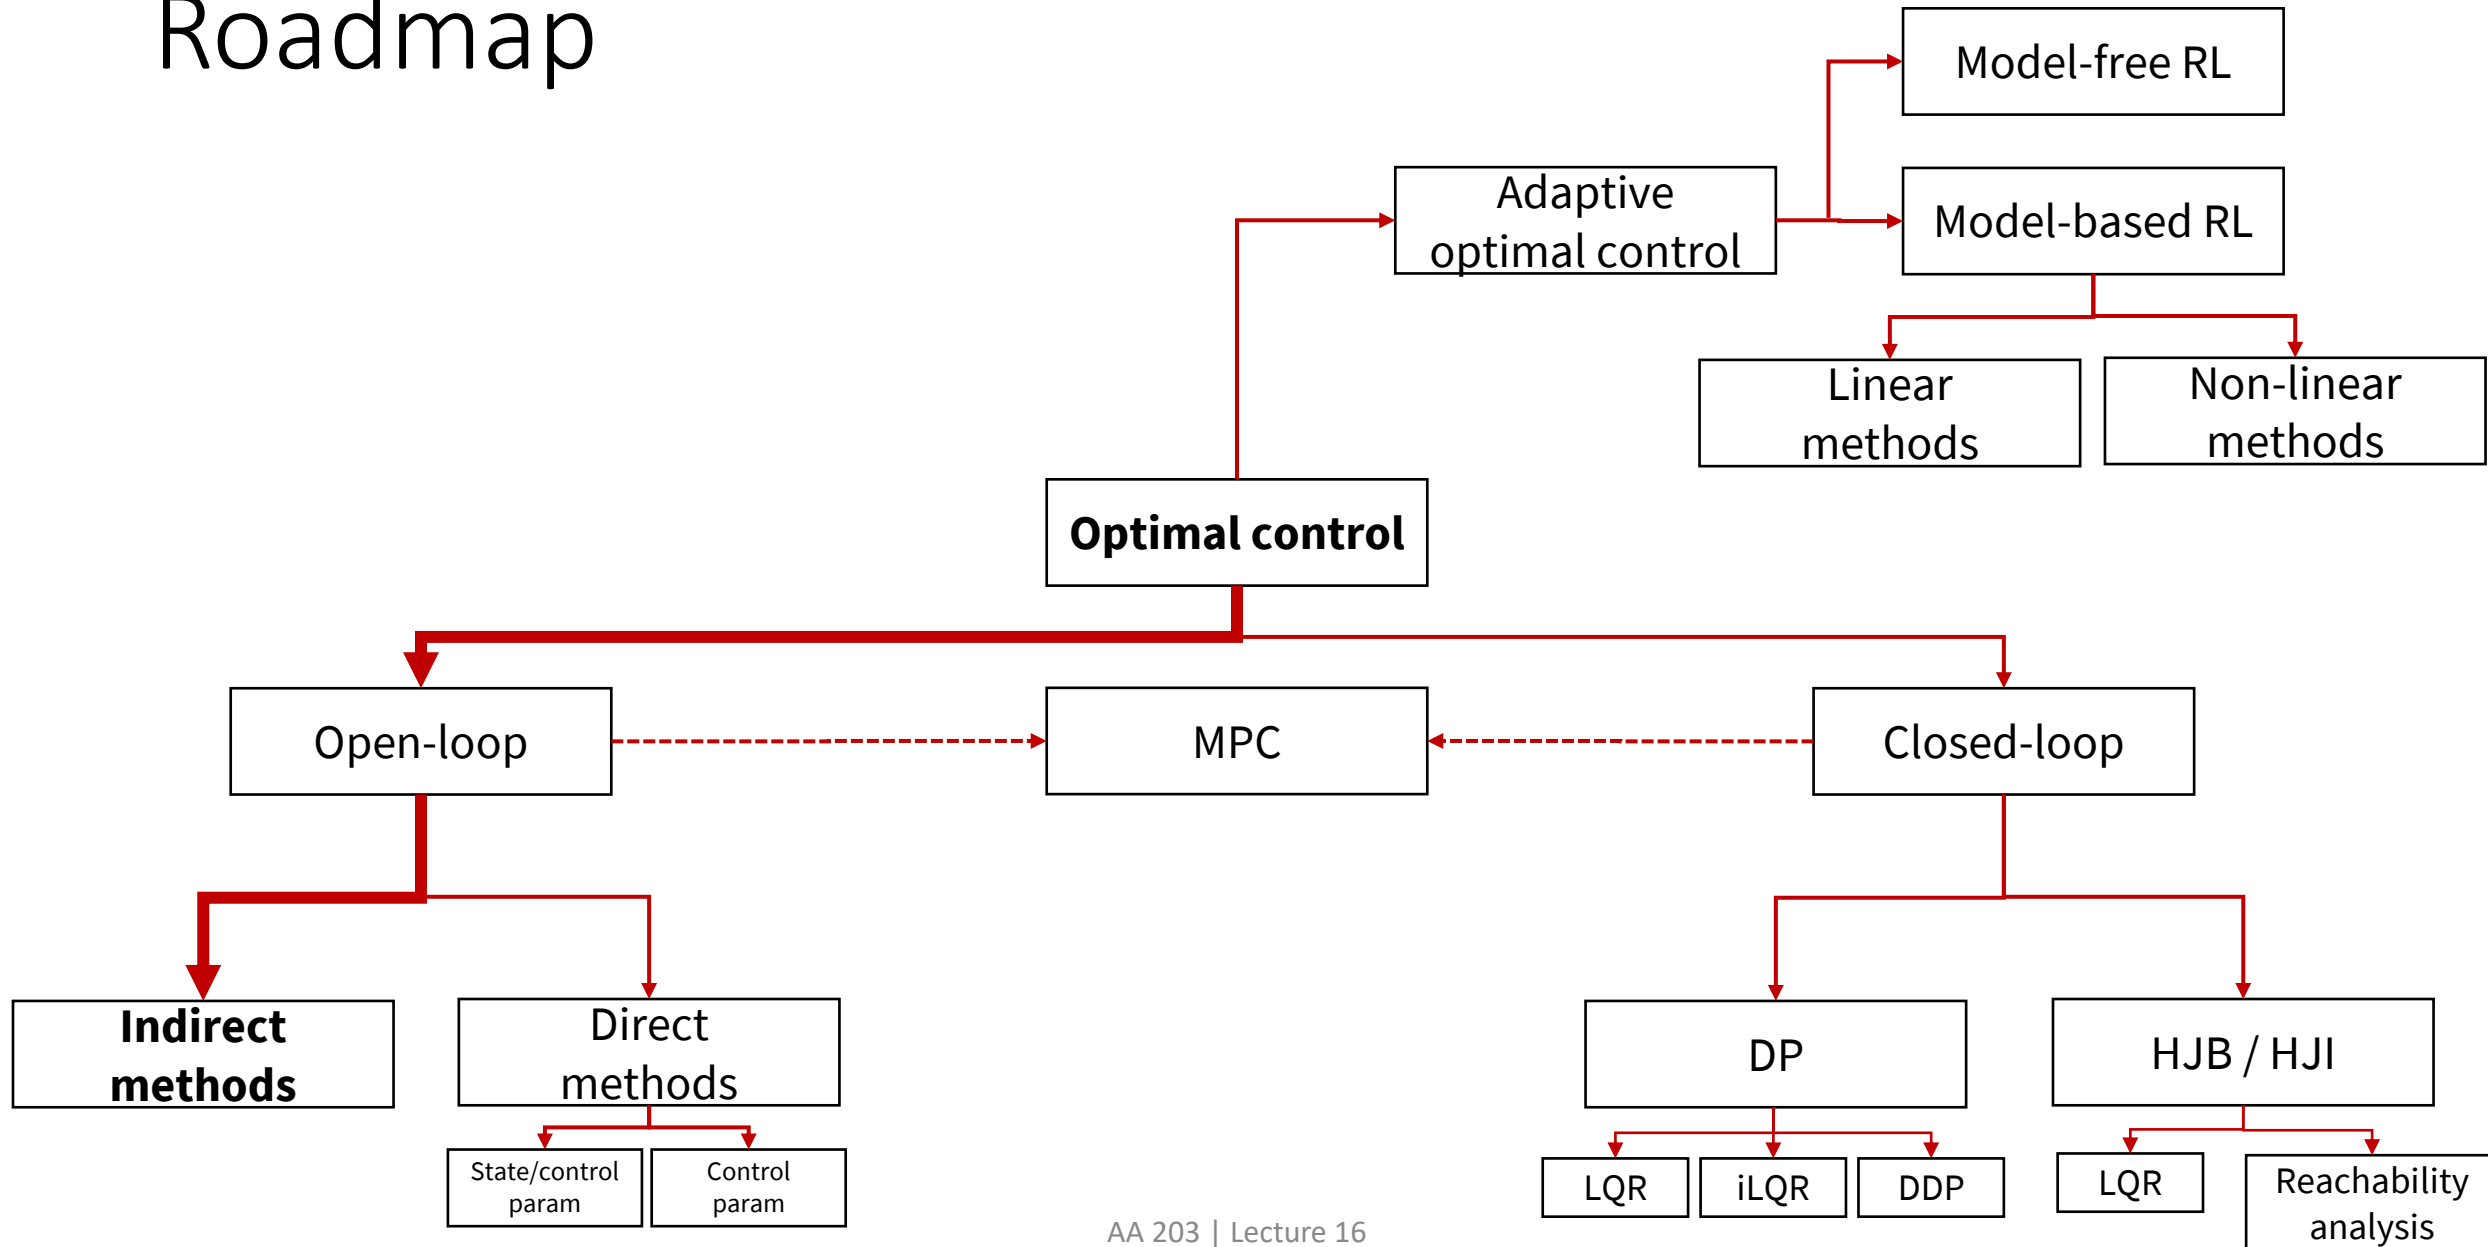 Roadmap
Model-free RL
Adaptive
optimal control
Model-based RL
Linear
methods
Non-linear
methods
Optimal control
Open-loop
MPC
Closed-loop
Indirect
methods
Direct
methods
DP
HJB / HJI
State/control
param
Control
param
LQR
iLQR
DDP
LQR
Reachability
analysis
AA 203 | Lecture 16